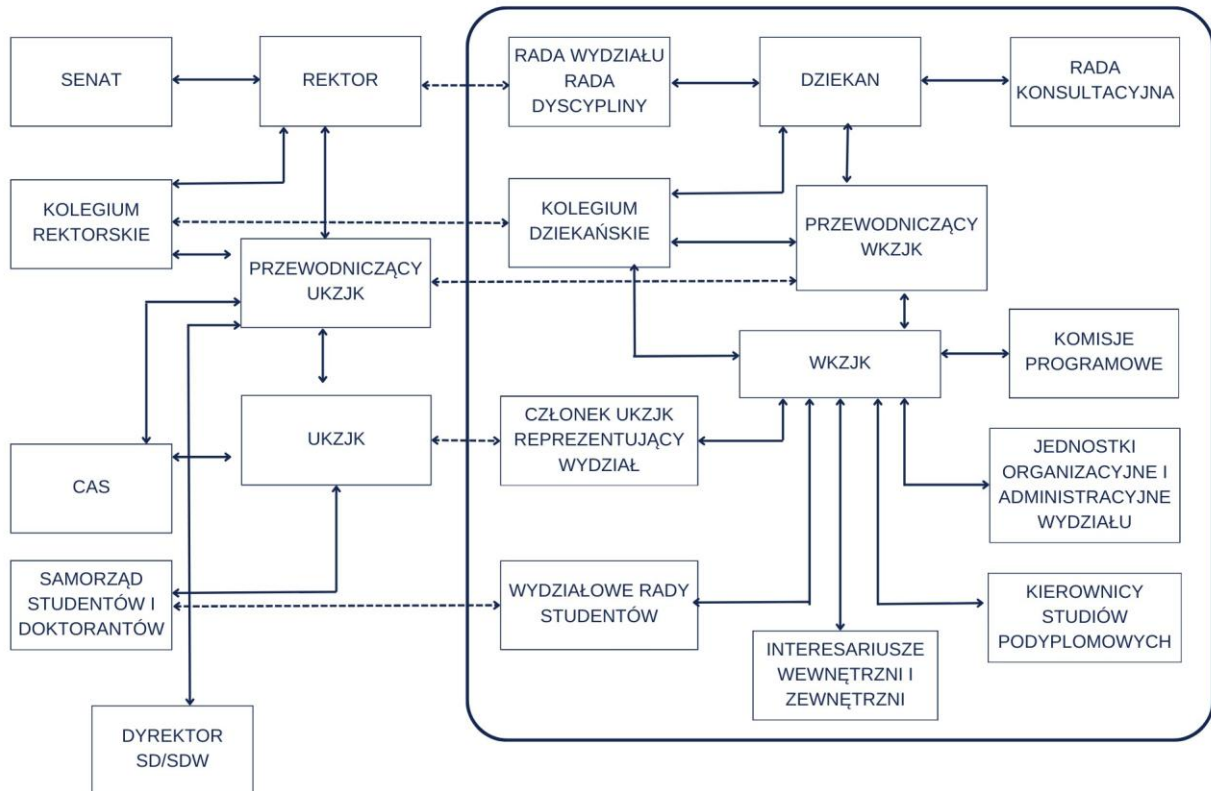 SENAT
REKTOR
RADA WYDZIAŁU
RADA
DYSCYPLINY
DZIEKAN
RADA
KONSULTACYJNA
KOLEGIUM
REKTORSKIE
KOLEGIUM
DZIEKAŃSKIE
PRZEWODNICZĄCY
WKZJK
PRZEWODNICZĄCY
UKZJK
WKZJK
KOMISJE
PROGRAMOWE
UKZJK
CZŁONEK UKZJK
REPREZENTUJĄCY
WYDZIAŁ
CAS
JEDNOSTKI
ORGANIZACYJNE I
ADMINISTRACYJNE
WYDZIAŁU
SAMORZĄD
STUDENTÓW I
DOKTORANTÓW
WYDZIAŁOWE RADY
STUDENTÓW
KIEROWNICY
STUDIÓW
PODYPLOMOWYCH
INTERESARIUSZE
WEWNĘTRZNI I
ZEWNĘTRZNI
DYREKTOR
SD/SDW